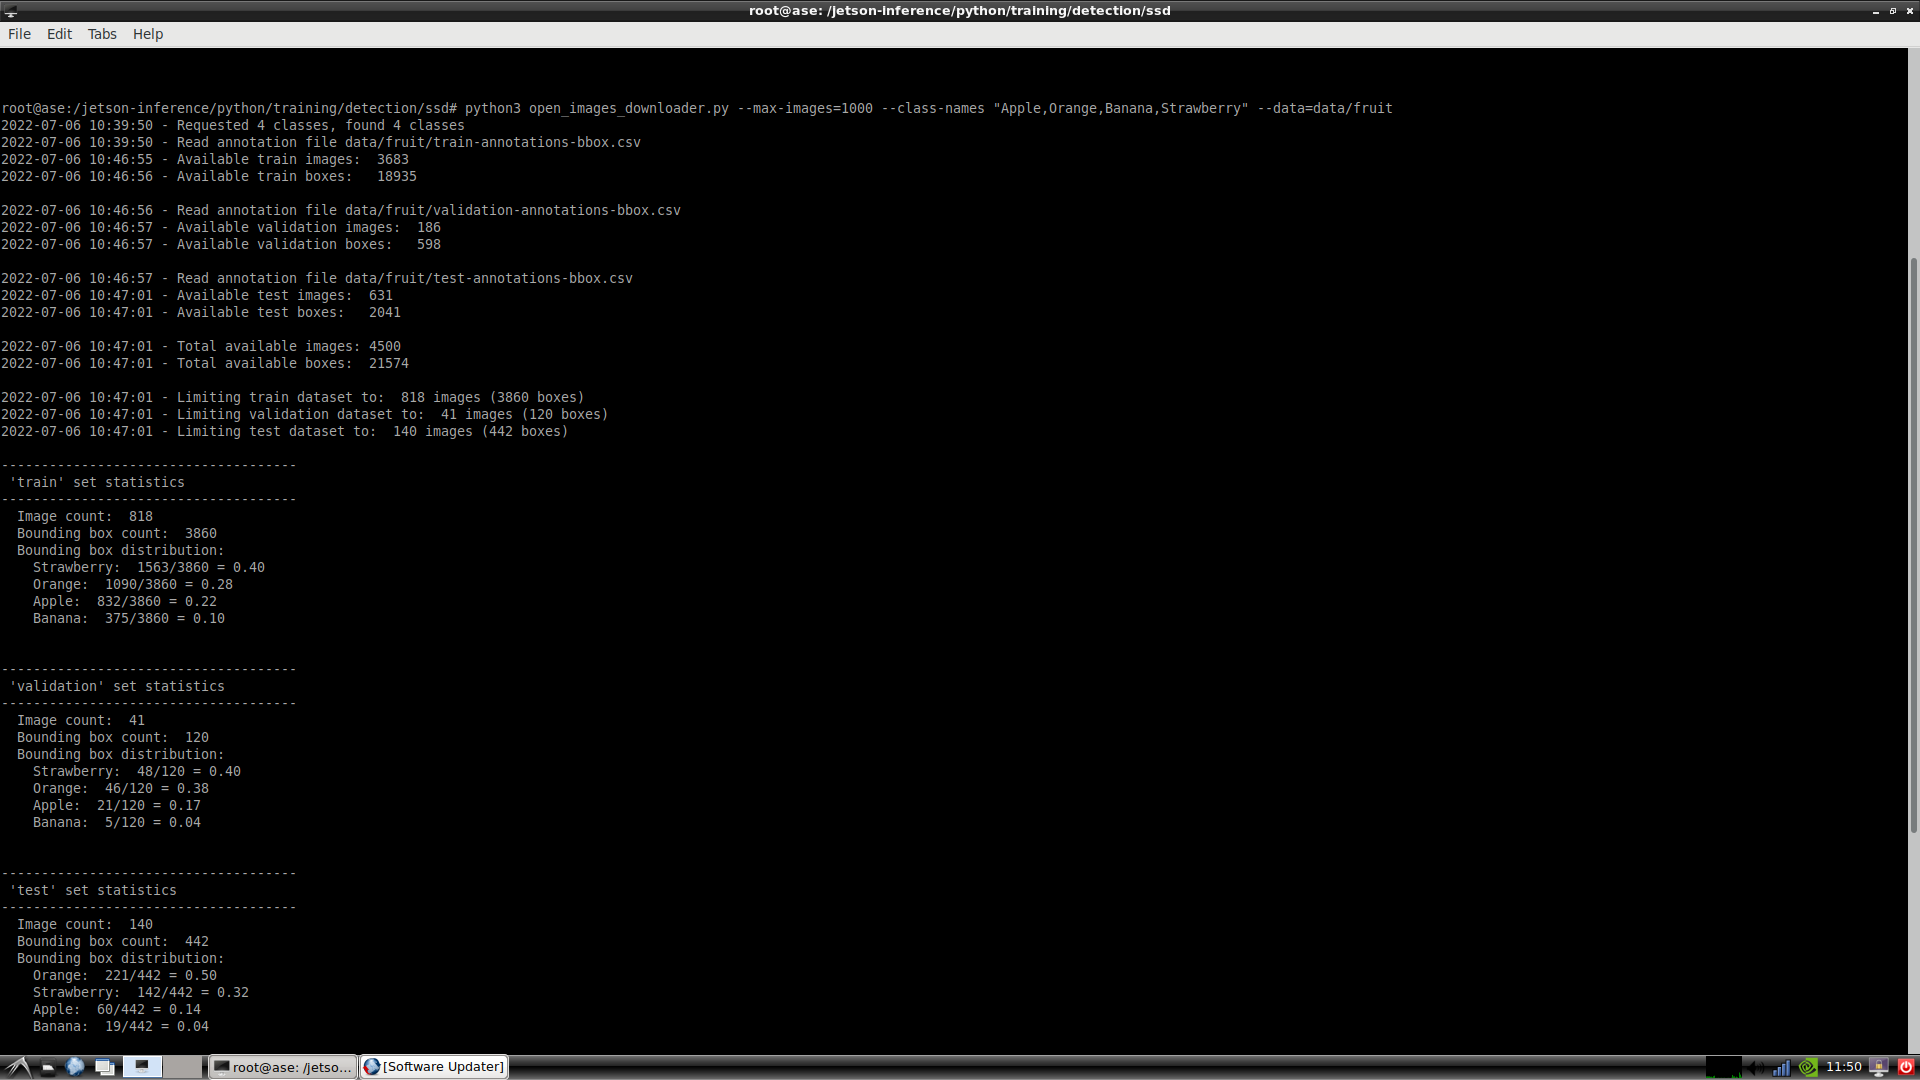 root@ase: /jetson-inference/python/training/detection/ssd
File Edit Tabs Help
root@ase:/jetson-inference/python/training/detection/ssd# python3 open_images_downloader.py --max-images=1000 --class-names "Apple,Orange,Banana,Strawberry" --data=data/fruit
2022-07-06 10:39:50 - Requested 4 classes, found 4 classes
2022-07-06 10:39:50 - Read annotation file data/fruit/train-annotations-bbox.csv
2022-07-06 10:46:55 - Available train images:  3683
2022-07-06 10:46:56 - Available train boxes:   18935
2022-07-06 10:46:56 - Read annotation file data/fruit/validation-annotations-bbox.csv
2022-07-06 10:46:57 - Available validation images:  186
2022-07-06 10:46:57 - Available validation boxes:   598
2022-07-06 10:46:57 - Read annotation file data/fruit/test-annotations-bbox.csv
2022-07-06 10:47:01 - Available test images:  631
2022-07-06 10:47:01 - Available test boxes:   2041
2022-07-06 10:47:01 - Total available images: 4500
2022-07-06 10:47:01 - Total available boxes:  21574
2022-07-06 10:47:01 - Limiting train dataset to:  818 images (3860 boxes)
2022-07-06 10:47:01 - Limiting validation dataset to:  41 images (120 boxes)
2022-07-06 10:47:01 - Limiting test dataset to:  140 images (442 boxes)
-------------------------------------
'train' set statistics
-------------------------------------
Image count:  818
Bounding box count:  3860
Bounding box distribution:
Strawberry:  1563/3860 = 0.40
Orange:  1090/3860 = 0.28
Apple:  832/3860 = 0.22
Banana:  375/3860 = 0.10
-------------------------------------
'validation' set statistics
-------------------------------------
Image count:  41
Bounding box count:  120
Bounding box distribution:
Strawberry:  48/120 = 0.40
Orange:  46/120 = 0.38
Apple:  21/120 = 0.17
Banana:  5/120 = 0.04
-------------------------------------
'test' set statistics
-------------------------------------
Image count:  140
Bounding box count:  442
Bounding box distribution:
Orange:  221/442 = 0.50
Strawberry:  142/442 = 0.32
Apple:  60/442 = 0.14
Banana:  19/442 = 0.04
root@ase: /jetso... [Software Updater] 11:50